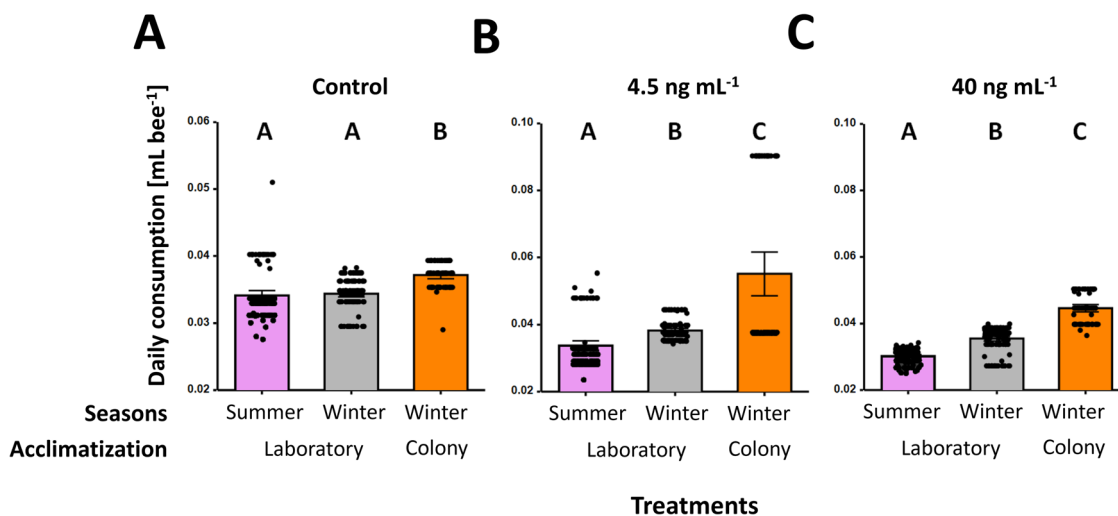 A B C
Control 4.5 ng mL⁻¹ 40 ng mL⁻¹
Daily consumption [mL bee⁻¹]
0.06
0.05
0.04
0.03
0.02
A A B
0.10
0.08
0.06
0.04
0.02
A B C
0.10
0.08
0.06
0.04
0.02
A B C
Seasons Summer Winter Winter Summer Winter Winter Summer Winter Winter
Acclimatization Laboratory Colony Laboratory Colony Laboratory Colony
Treatments